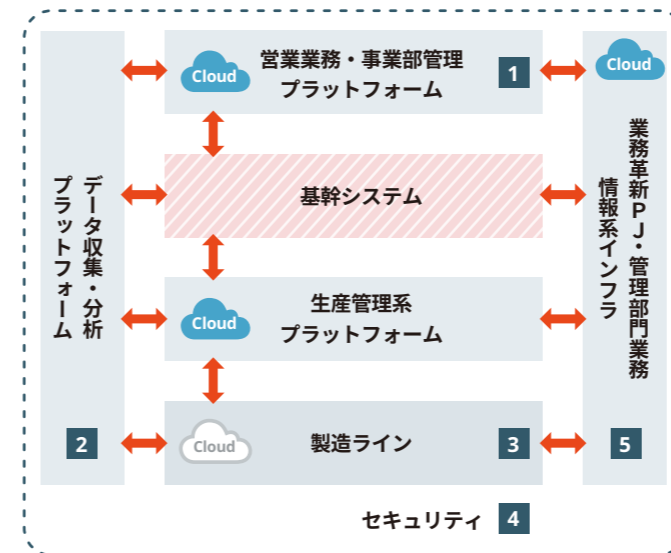 Cloud
営業業務・事業部管理
プラットフォーム
1
Cloud
データ収集・分析
プラットフォーム
2
基幹システム
Cloud
生産管理系
プラットフォーム
Cloud
製造ライン
3
業務革新ＰＪ・管理部門業務
情報系インフラ
5
セキュリティ
4